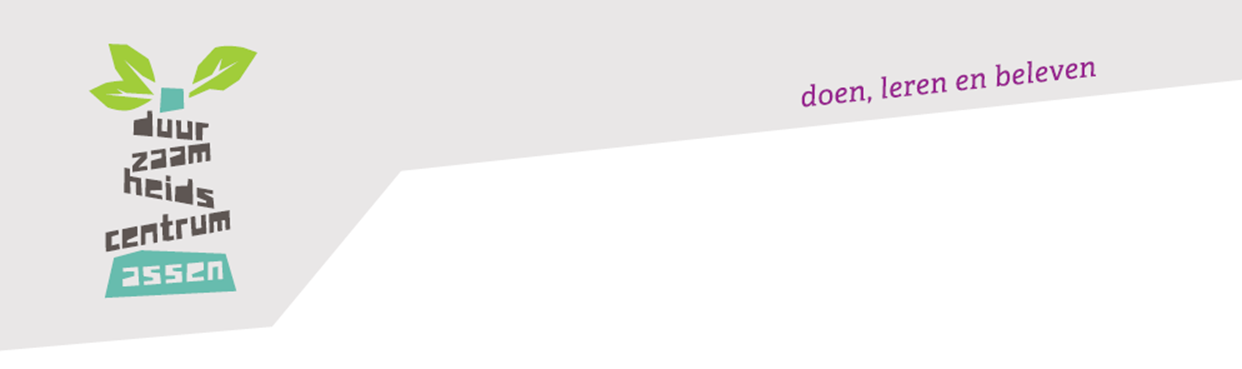 duur
zaam
heids
centrum
assen
doen, leren en beleven